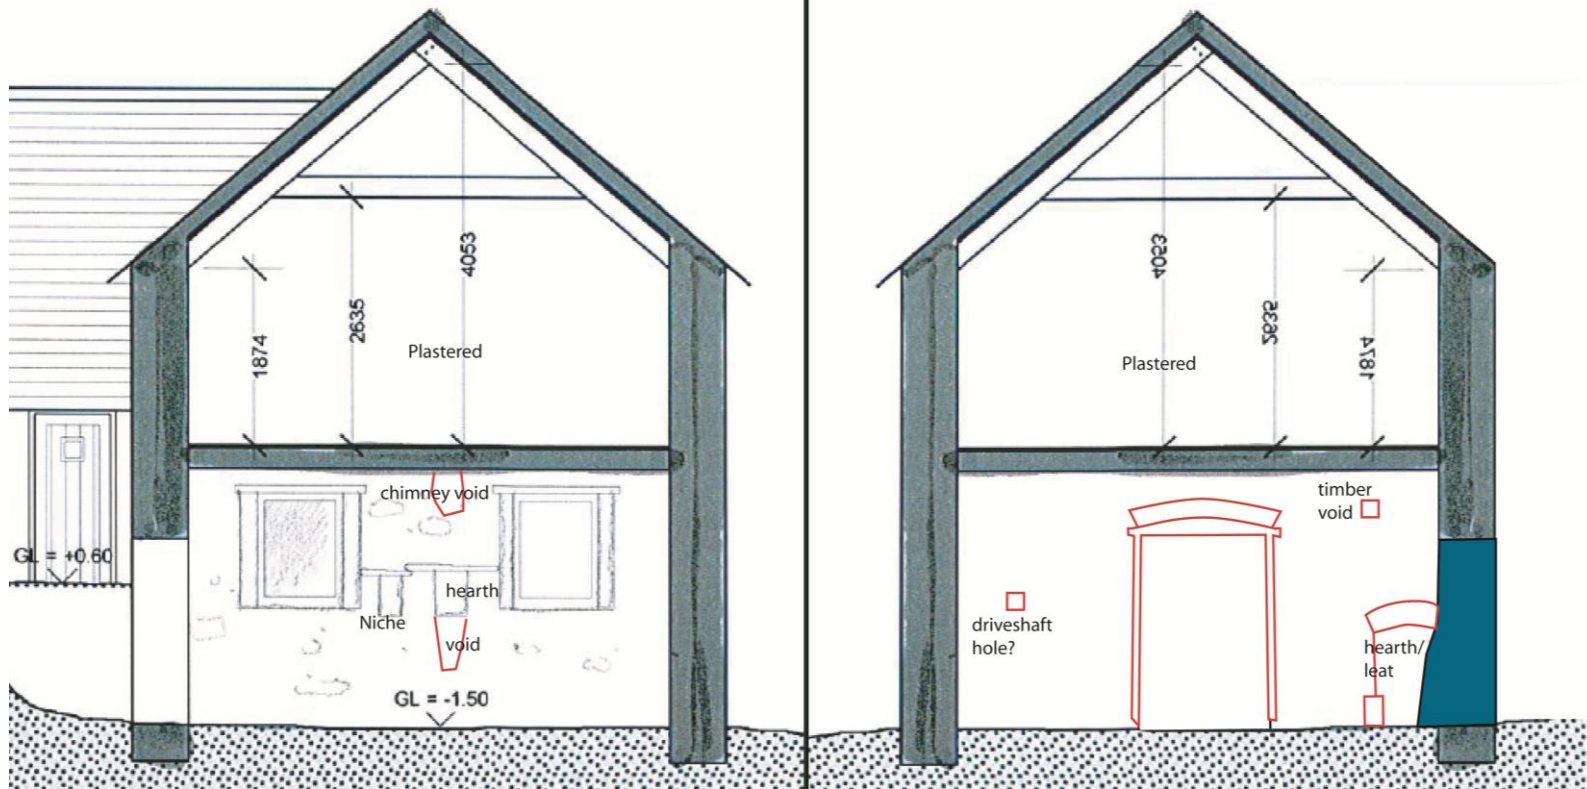 4053
2635
1874
Plastered
chimney void
GL = +0.60
hearth
Niche
void
GL = -1.50
4053
2635
1874
Plastered
timber
void
driveshaft
hole?
hearth/
leat